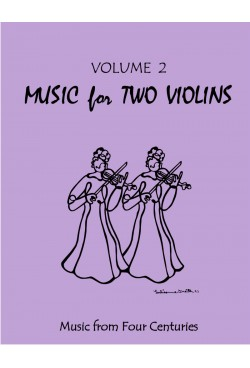 VOLUME 2
MUSIC for TWO VIOLINS
Music from Four Centuries